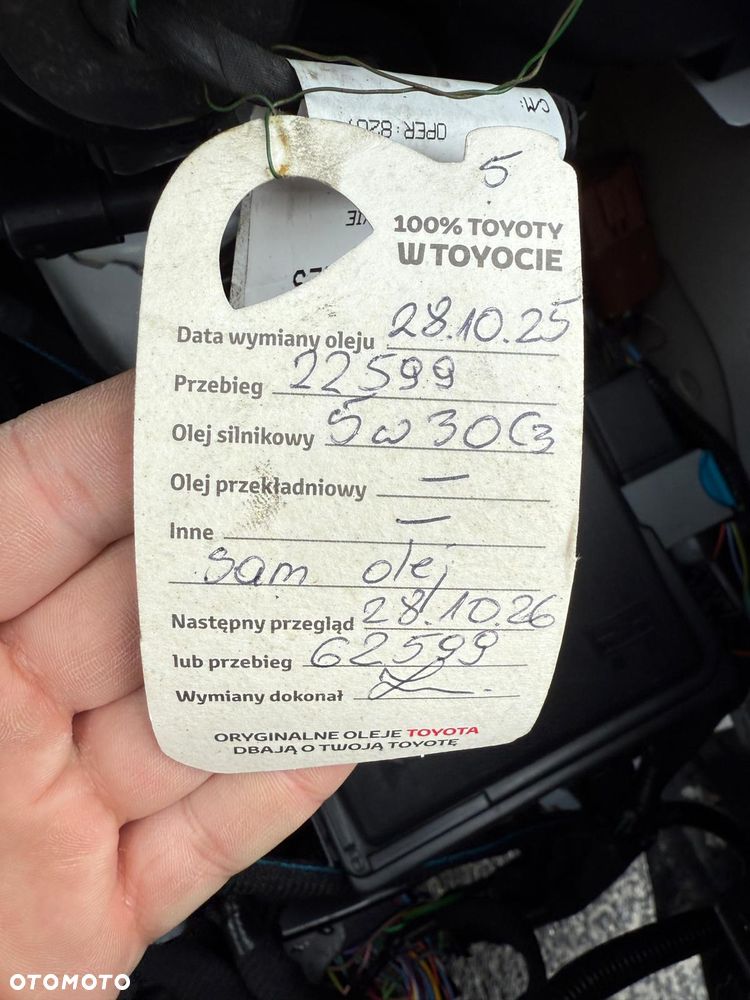 C/M:
OPER: 820
5
100% TOYOTY
W TOYOCIE
Data wymiany oleju 28.10.25
Przebieg 22599
Olej silnikowy 5w30C3
Olej przekładniowy —
Inne —
sam olej
Następny przegląd 28.10.26
lub przebieg 62599
Wymiany dokonał
ORYGINALNE OLEJE TOYOTA
DBAJĄ O TWOJĄ TOYOTĘ
OTOMOTO